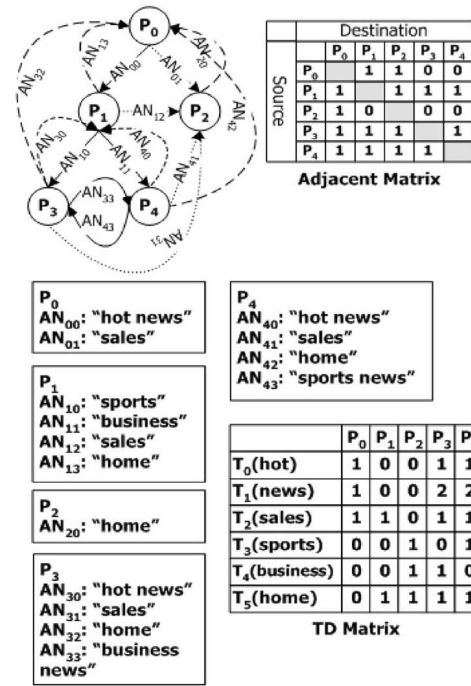 P0
P1
P2
P3
P4
AN32
AN13
AN00
AN01
AN20
AN12
AN42
AN30
AN10
AN11
AN40
AN41
AN33
AN43
AN31
Destination
Source
P0 P1 P2 P3 P4
P0 1 1 0 0
P1 1 1 1 1
P2 1 0 0 0
P3 1 1 1 1
P4 1 1 1 1
Adjacent Matrix
P0
AN00: “hot news”
AN01: “sales”
P1
AN10: “sports”
AN11: “business”
AN12: “sales”
AN13: “home”
P2
AN20: “home”
P3
AN30: “hot news”
AN31: “sales”
AN32: “home”
AN33: “business
news”
P4
AN40: “hot news”
AN41: “sales”
AN42: “home”
AN43: “sports news”
P0 P1 P2 P3 P
T0(hot) 1 0 0 1 1
T1(news) 1 0 0 2 2
T2(sales) 1 1 0 1 1
T3(sports) 0 0 1 0 1
T4(business) 0 0 1 1 0
T5(home) 0 1 1 1 1
TD Matrix